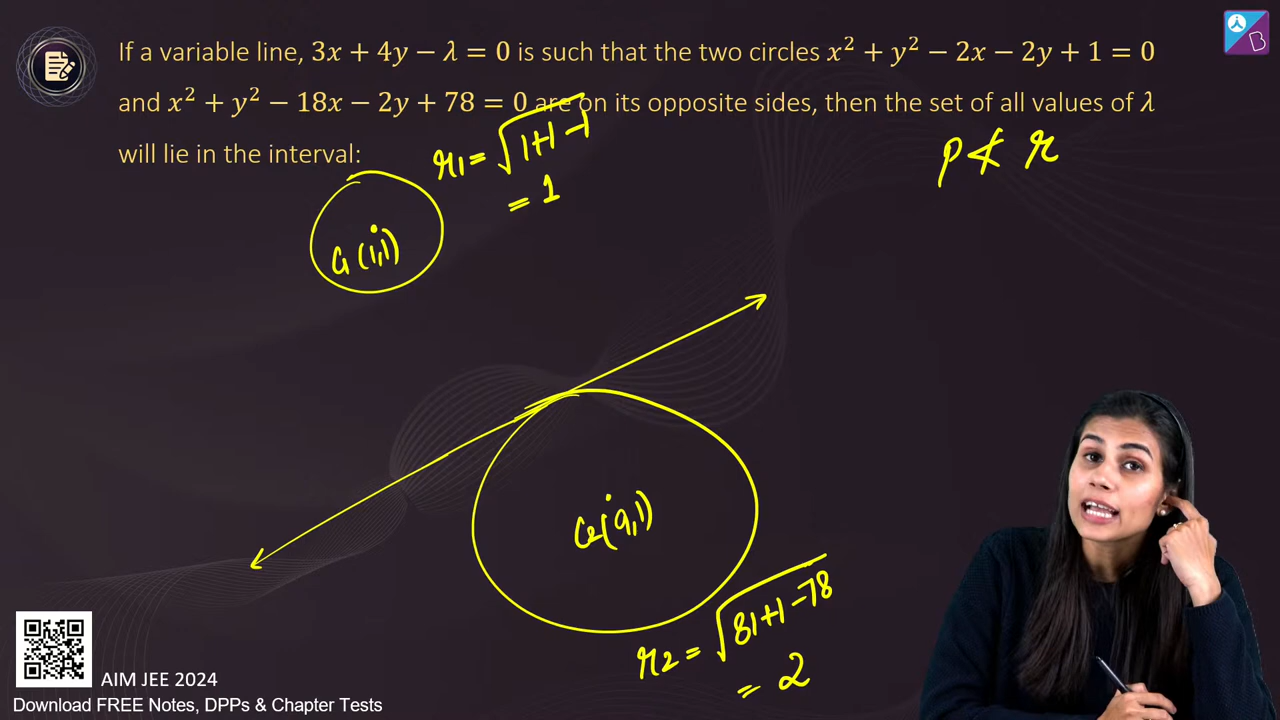 If a variable line, 3x + 4y − λ = 0 is such that the two circles x² + y² − 2x − 2y + 1 = 0
and x² + y² − 18x − 2y + 78 = 0 are on its opposite sides, then the set of all values of λ
will lie in the interval:
r₁ = √(1+1−1)
= 1
p ≮ r
C₁ (1,1)
C₂ (9,1)
r₂ = √(81+1−78)
= 2
B
AIM JEE 2024
Download FREE Notes, DPPs & Chapter Tests